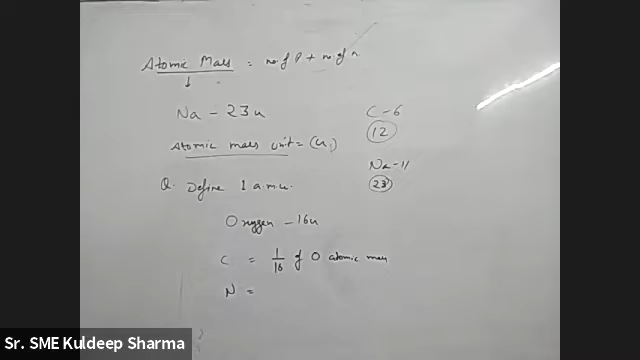 Atomic Mass = no. of P + no. of n
↓
Na - 23u
C - 6
12
Atomic mass unit = (u)
Na - 11
23
Q. Define 1 a.m.u.
Oxygen - 16u
C = 1/16 of O atomic mass
N =
Sr. SME Kuldeep Sharma